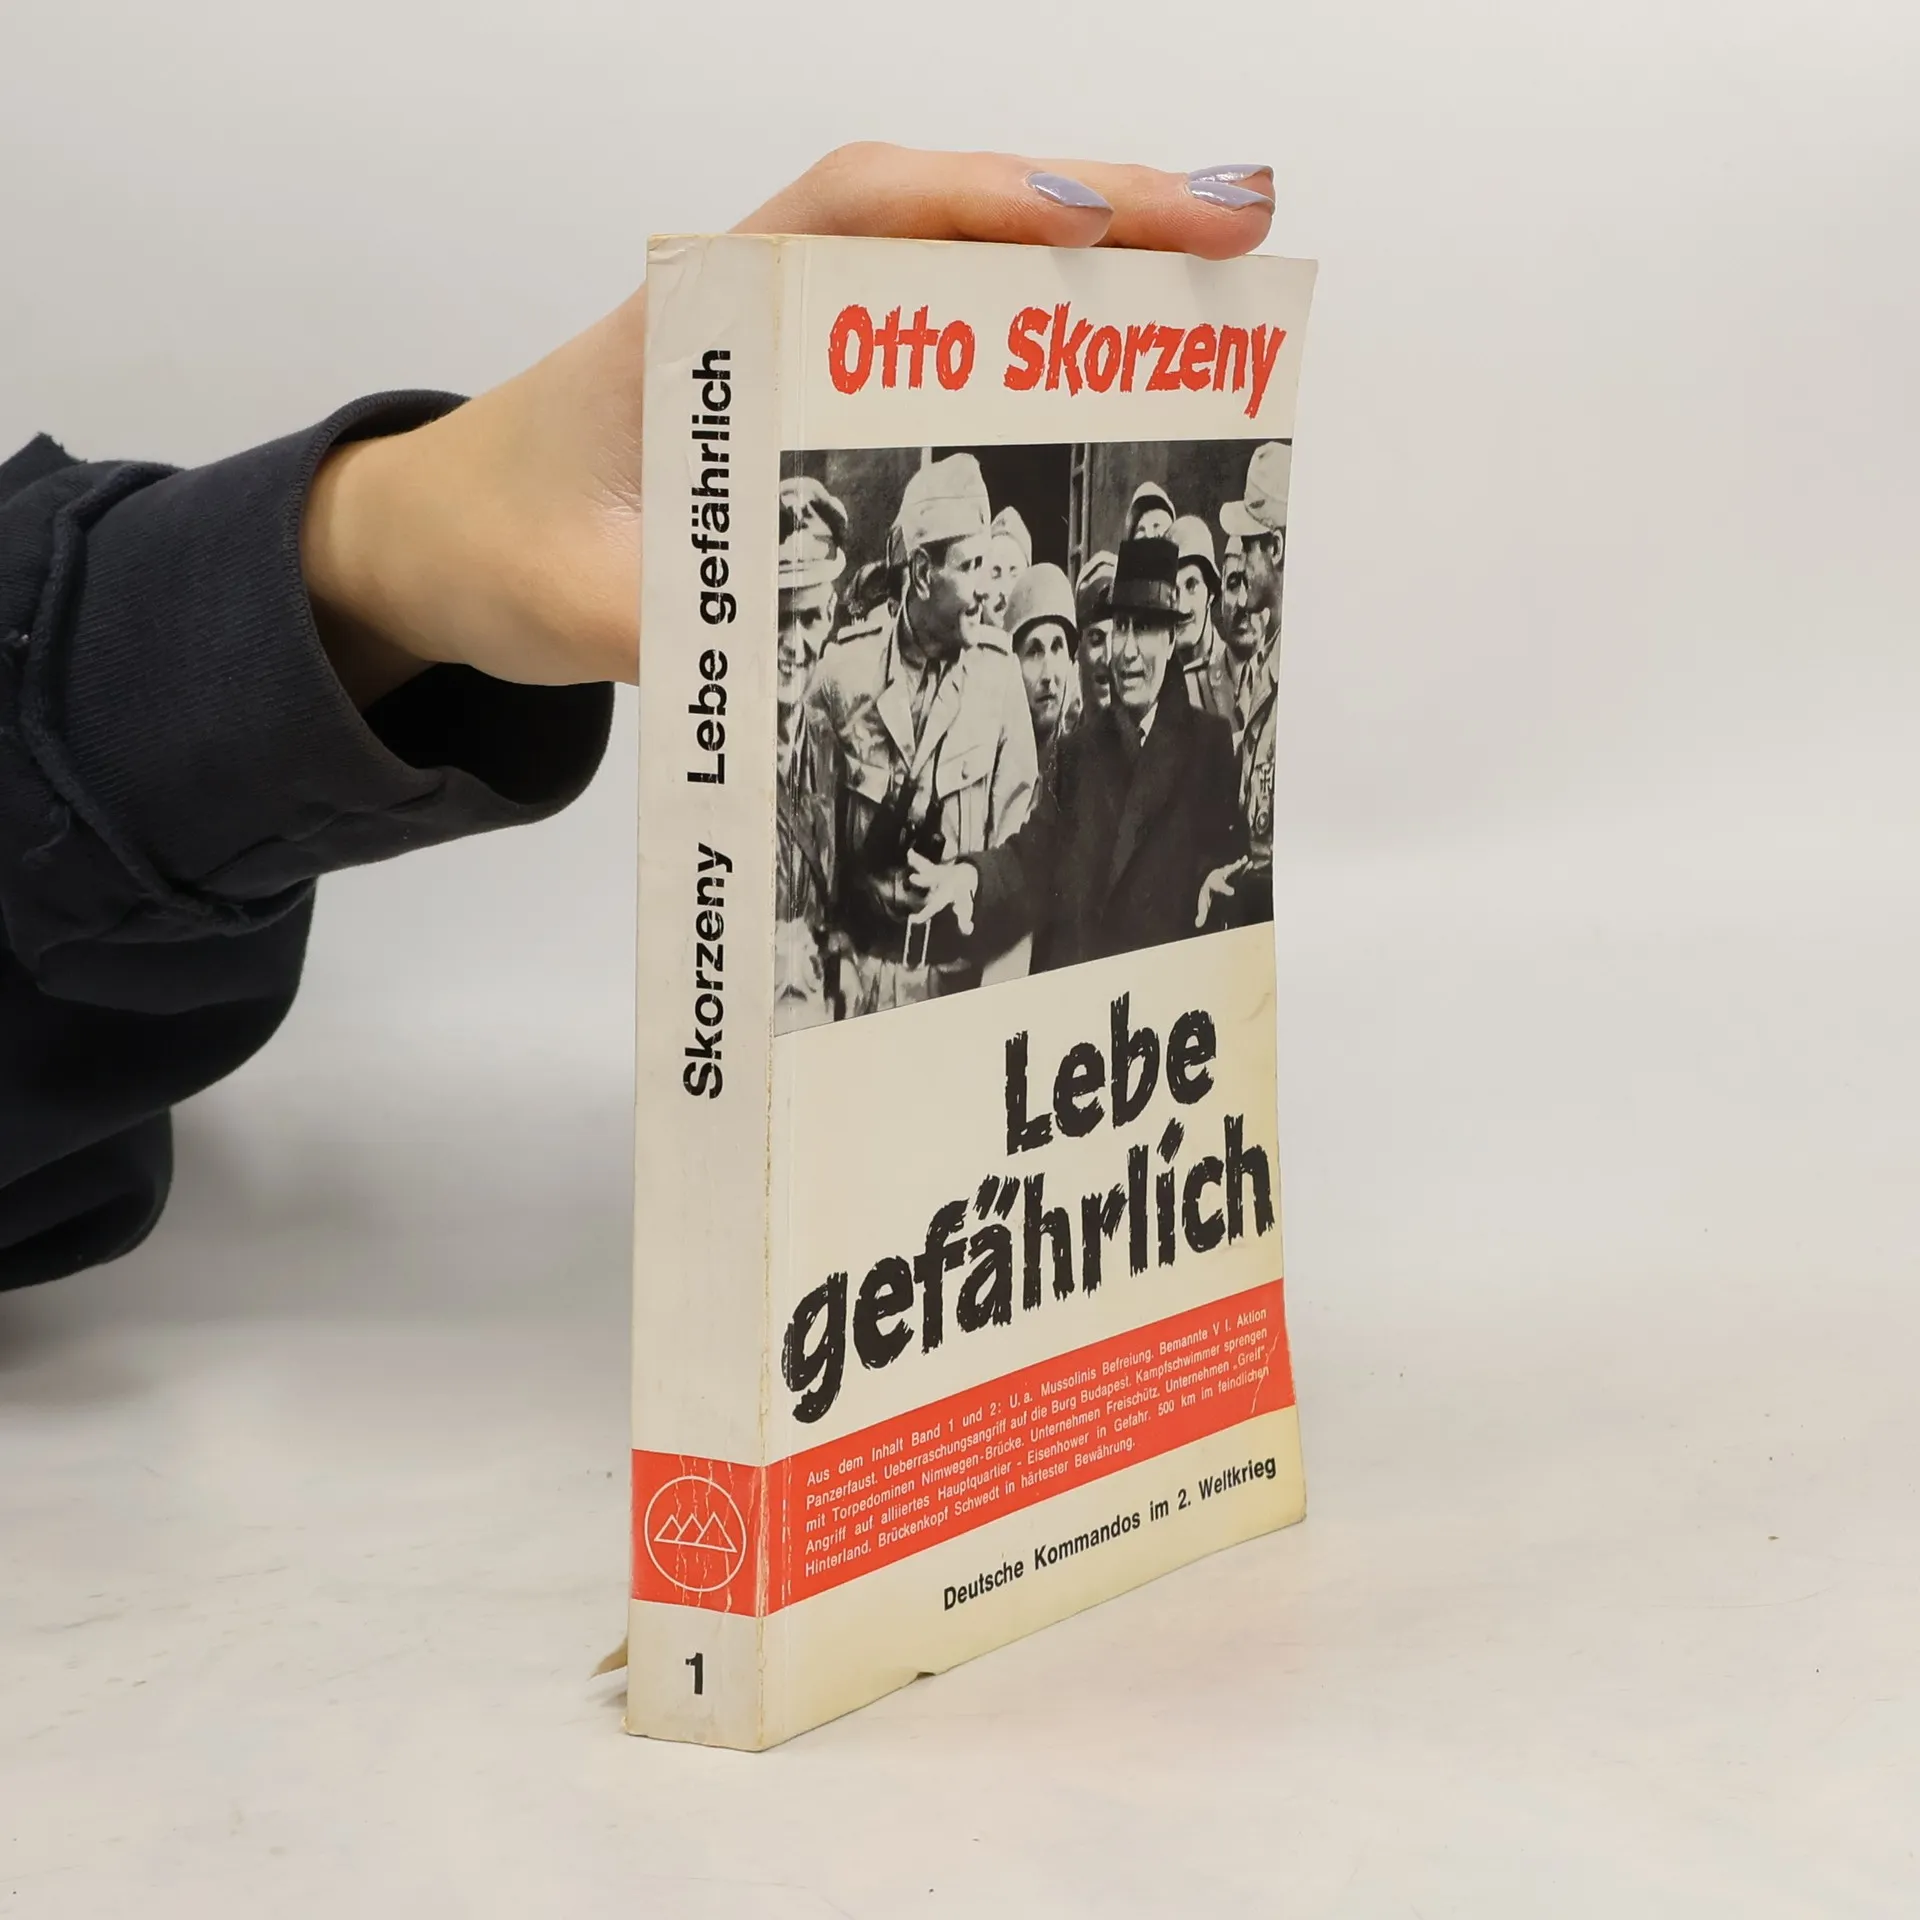 Skorzeny Lebe gefährlich
1
Otto Skorzeny
Lebe
gefährlich
Aus dem Inhalt Band 1 und 2: U. a. Mussolinis Befreiung. Bemannte V I. Aktion
Panzerfaust. Ueberraschungsangriff auf die Burg Budapest. Kampfschwimmer sprengen
mit Torpedominen Nimwegen-Brücke. Unternehmen Freischütz. Unternehmen „Greif".
Angriff auf alliiertes Hauptquartier - Eisenhower in Gefahr. 500 km im feindlichen
Hinterland. Brückenkopf Schwedt in härtester Bewährung.
Deutsche Kommandos im 2. Weltkrieg